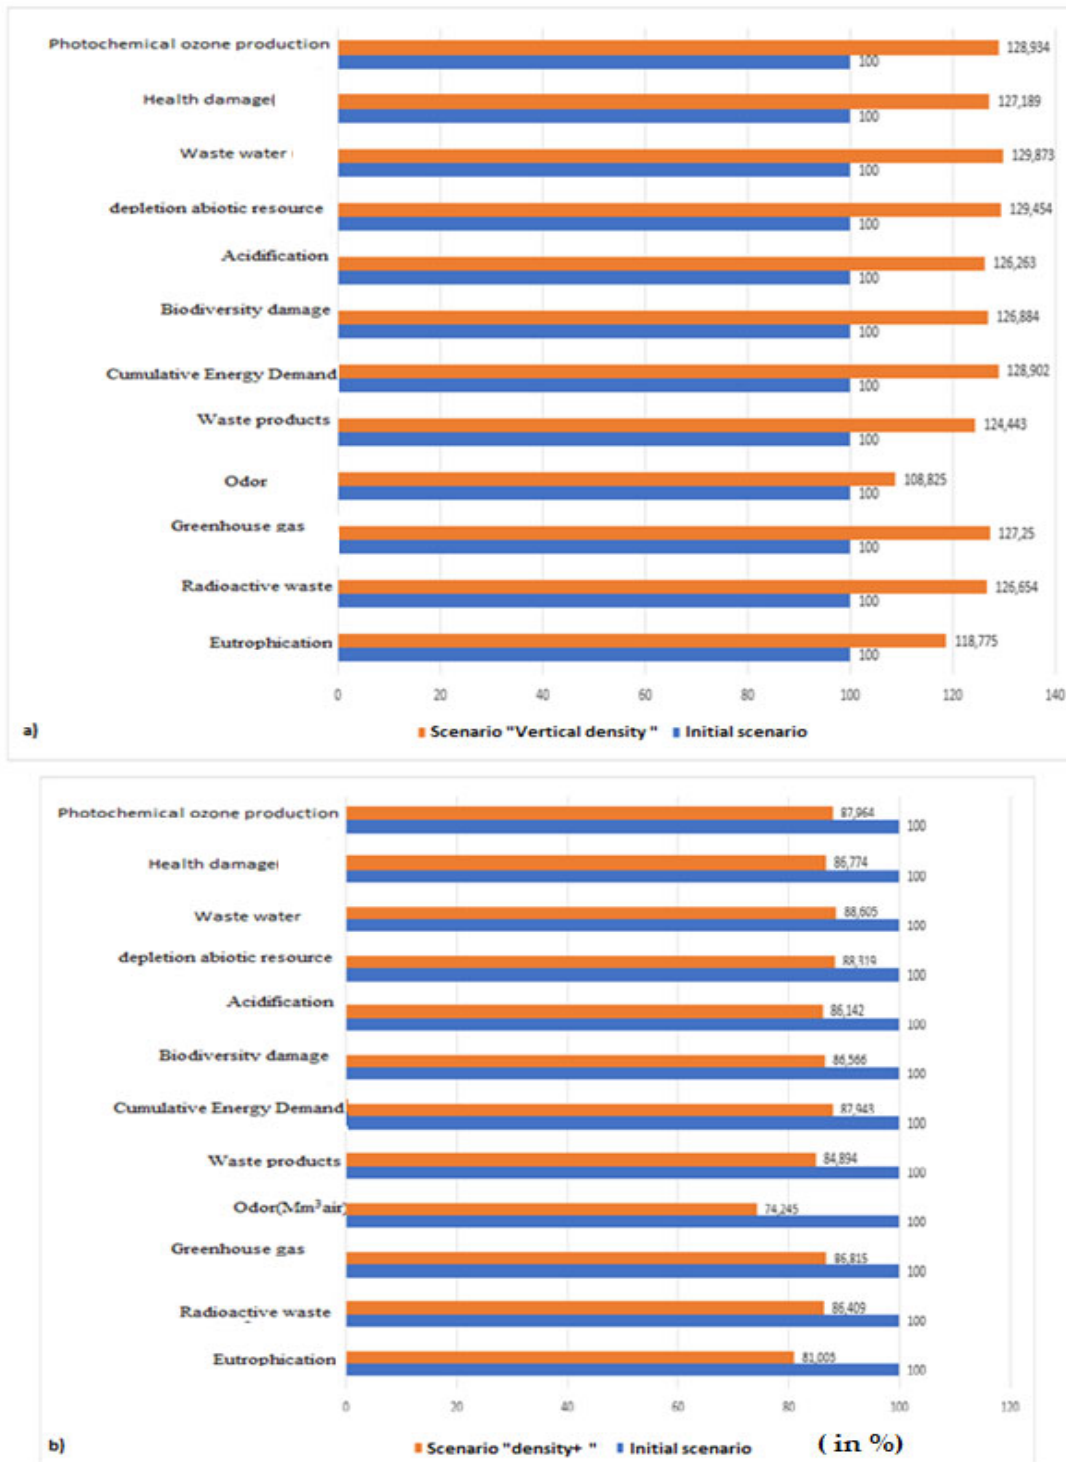 Photochemical ozone production
128,934
100
Health damage
127,189
100
Waste water
129,873
100
depletion abiotic resource
129,454
100
Acidification
126,263
100
Biodiversity damage
126,884
100
Cumulative Energy Demand
128,902
100
Waste products
124,443
100
Odor
108,825
100
Greenhouse gas
127,25
100
Radioactive waste
126,654
100
Eutrophication
118,775
100
0 20 40 60 80 100 120 140
a)
Scenario "Vertical density " Initial scenario
Photochemical ozone production
87,964
100
Health damage
86,774
100
Waste water
88,605
100
depletion abiotic resource
88,319
100
Acidification
86,142
100
Biodiversity damage
86,566
100
Cumulative Energy Demand
87,943
100
Waste products
84,894
100
Odor(Mm³air)
74,245
100
Greenhouse gas
86,815
100
Radioactive waste
86,409
100
Eutrophication
81,005
100
0 20 40 60 80 100 120
b)
Scenario "density+ " Initial scenario ( in %)